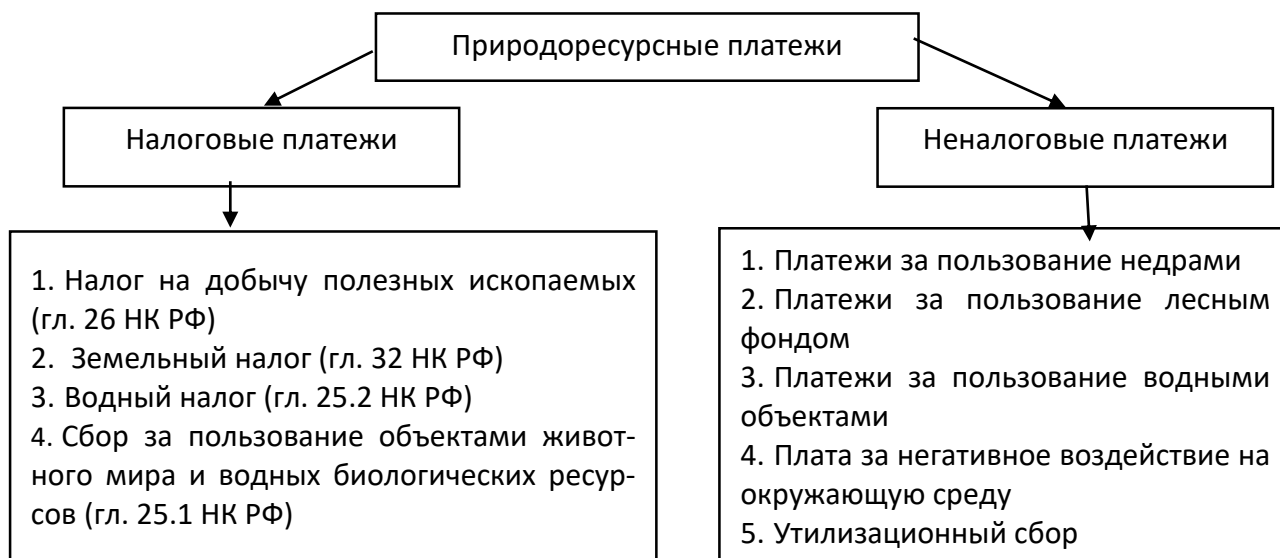 Природоресурсные платежи
Налоговые платежи
Неналоговые платежи
1. Налог на добычу полезных ископаемых
(гл. 26 НК РФ)
2. Земельный налог (гл. 32 НК РФ)
3. Водный налог (гл. 25.2 НК РФ)
4. Сбор за пользование объектами живот-
ного мира и водных биологических ресур-
сов (гл. 25.1 НК РФ)
1. Платежи за пользование недрами
2. Платежи за пользование лесным
фондом
3. Платежи за пользование водными
объектами
4. Плата за негативное воздействие на
окружающую среду
5. Утилизационный сбор